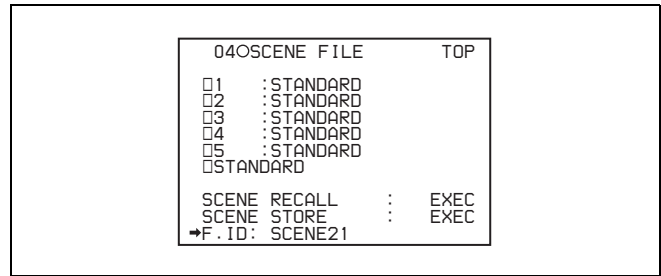 04○SCENE FILE TOP
□1 :STANDARD
□2 :STANDARD
□3 :STANDARD
□4 :STANDARD
□5 :STANDARD
□STANDARD
SCENE RECALL : EXEC
SCENE STORE : EXEC
➡F.ID: SCENE21